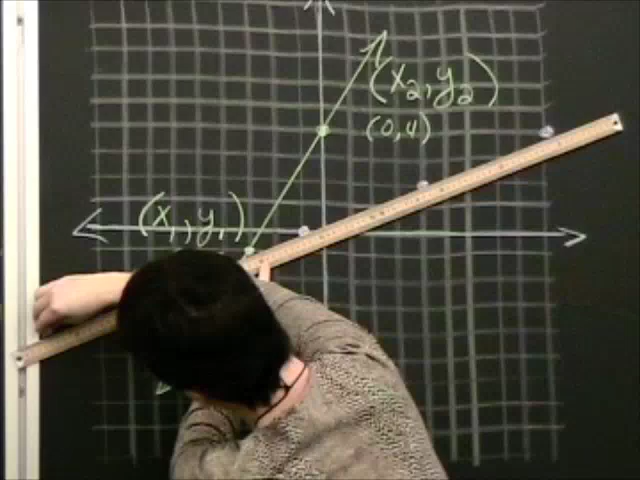 (x₂, y₂)
(0, 4)
(x₁, y₁)